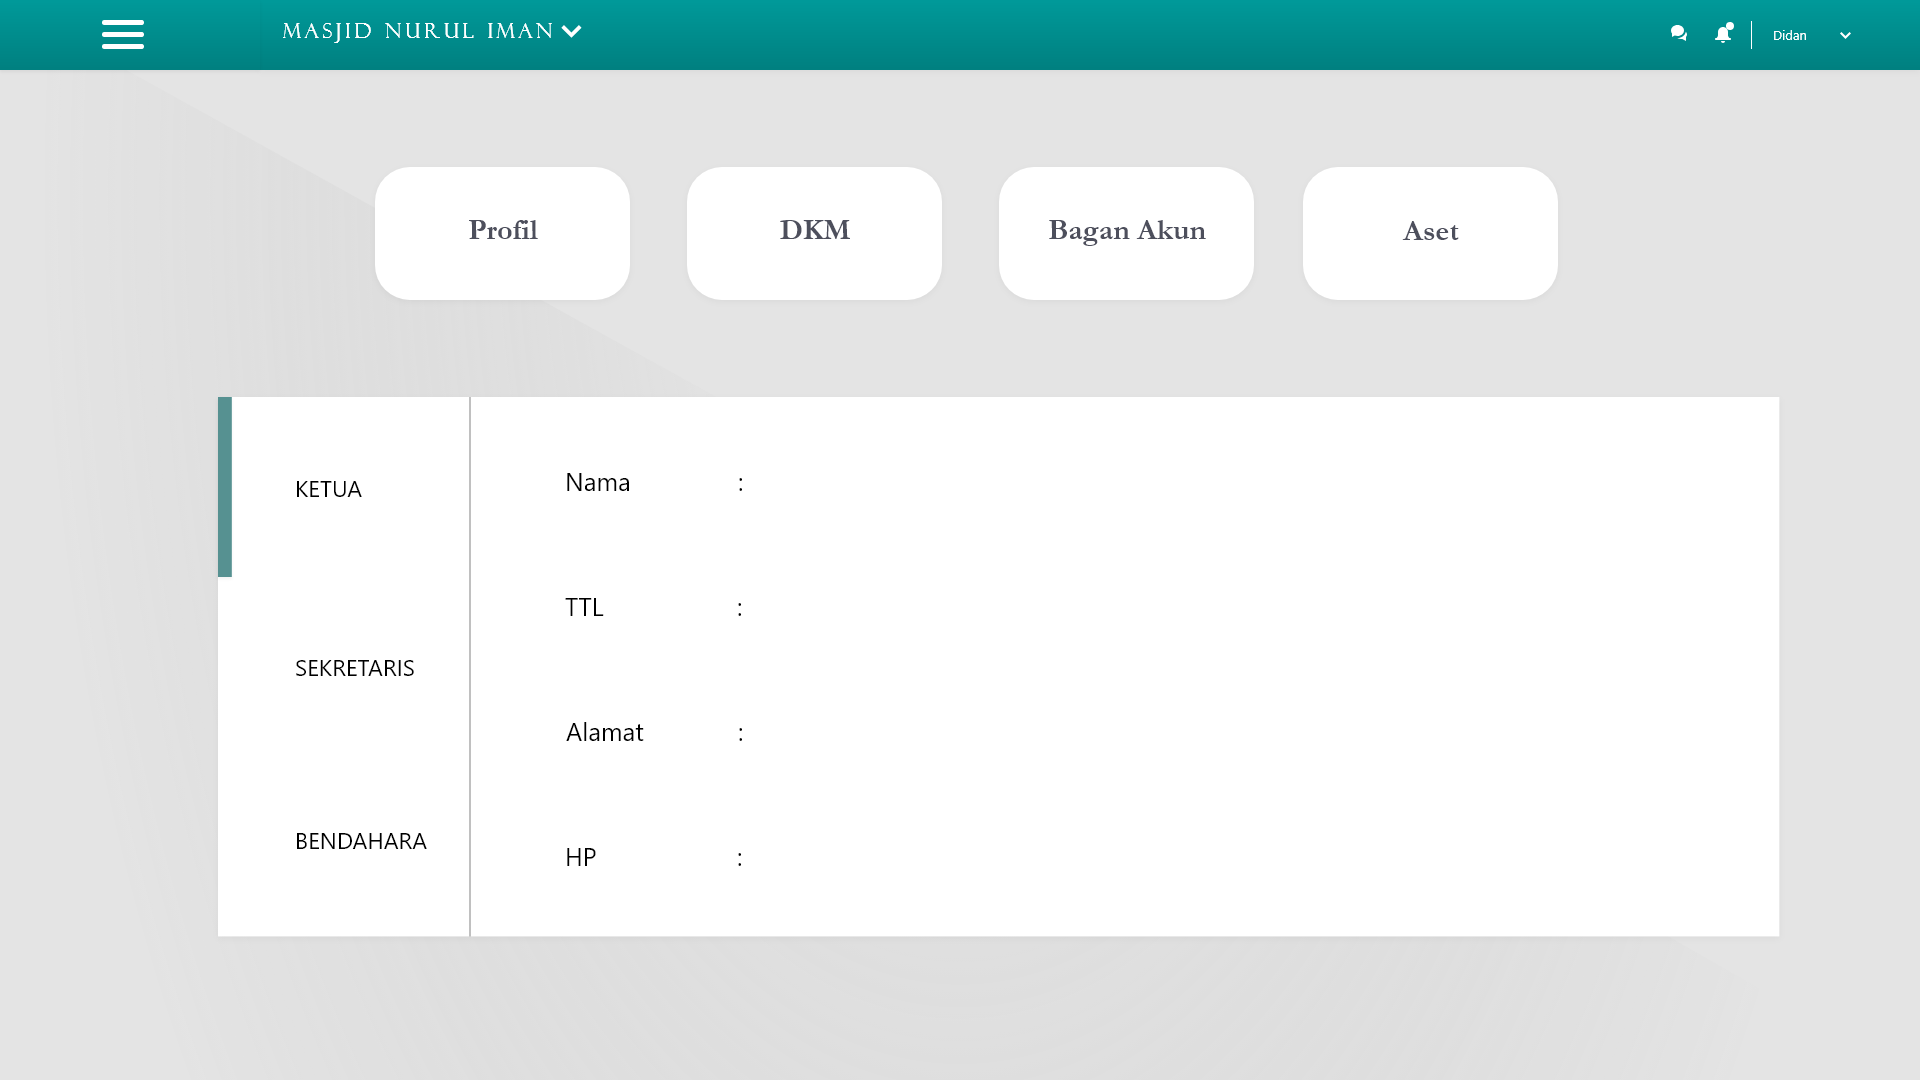 MASJID NURUL IMAN
Didan
Profil
DKM
Bagan Akun
Aset
KETUA
SEKRETARIS
BENDAHARA
Nama :
TTL :
Alamat :
HP :